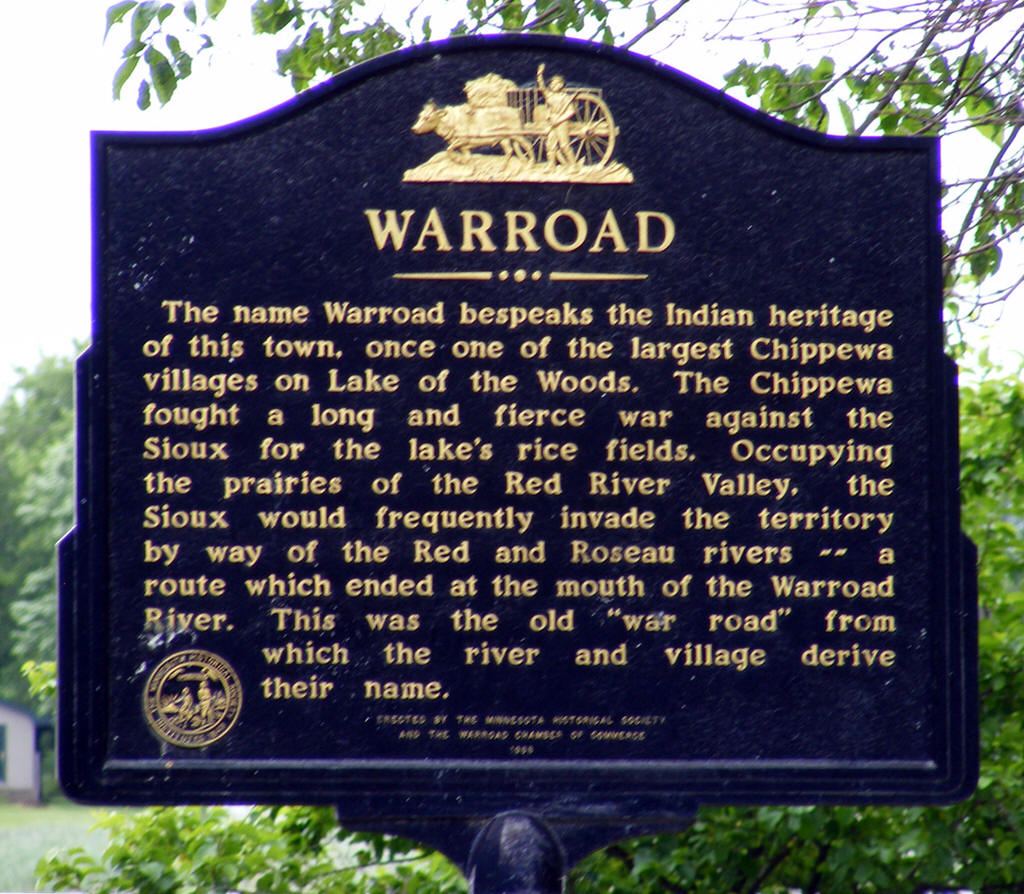 WARROAD
The name Warroad bespeaks the Indian heritage
of this town, once one of the largest Chippewa
villages on Lake of the Woods. The Chippewa
fought a long and fierce war against the
Sioux for the lake's rice fields. Occupying
the prairies of the Red River Valley, the
Sioux would frequently invade the territory
by way of the Red and Roseau rivers -- a
route which ended at the mouth of the Warroad
River. This was the old "war road" from
which the river and village derive
their name.
ERECTED BY THE MINNESOTA HISTORICAL SOCIETY
AND THE WARROAD CHAMBER OF COMMERCE